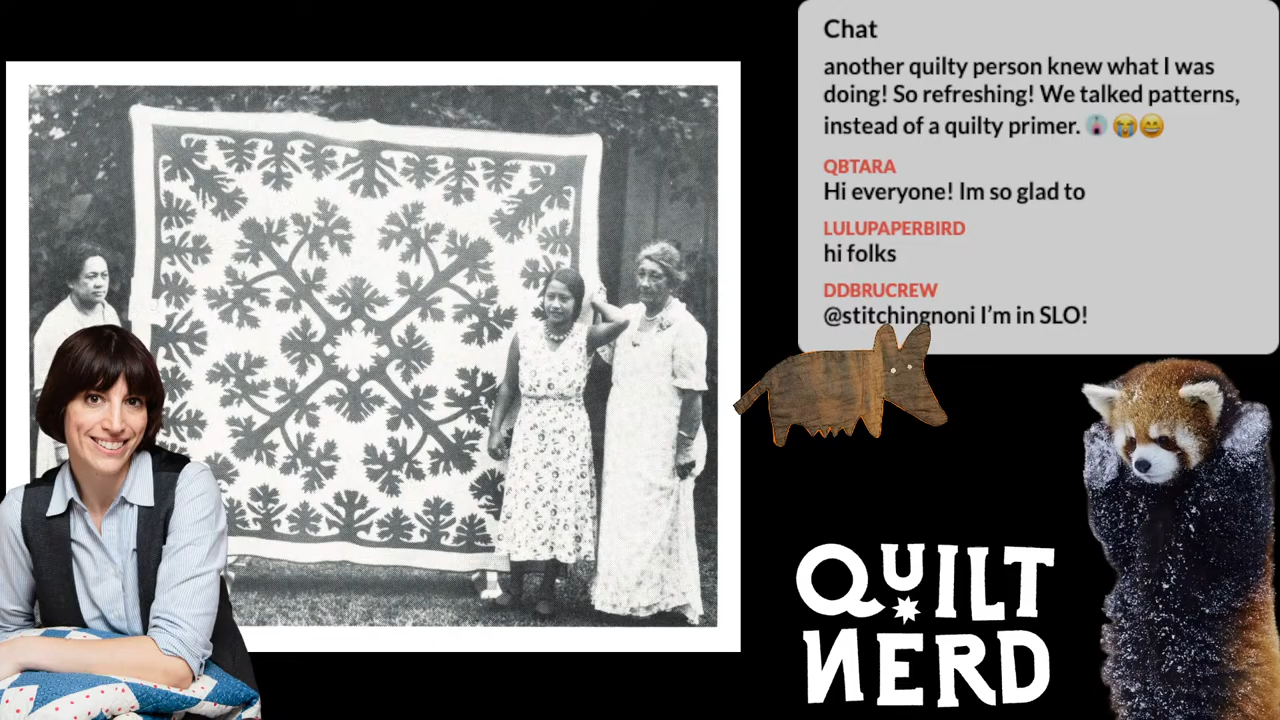 Chat
another quilty person knew what I was
doing! So refreshing! We talked patterns,
instead of a quilty primer.
QBTARA
Hi everyone! Im so glad to
LULUPAPERBIRD
hi folks
DDBRUCREW
@stitchingnoni I’m in SLO!
QUILT
NERD